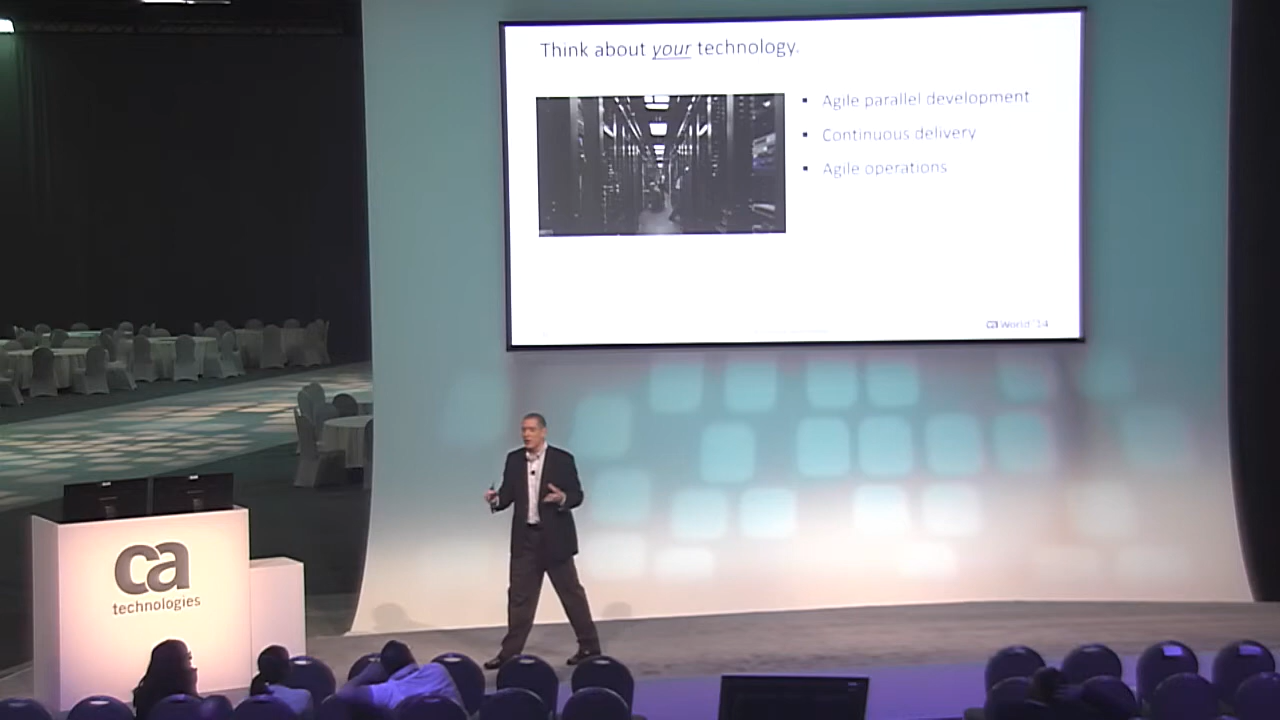 Think about your technology.
▪ Agile parallel development
▪ Continuous delivery
▪ Agile operations
ca World '14
ca
technologies